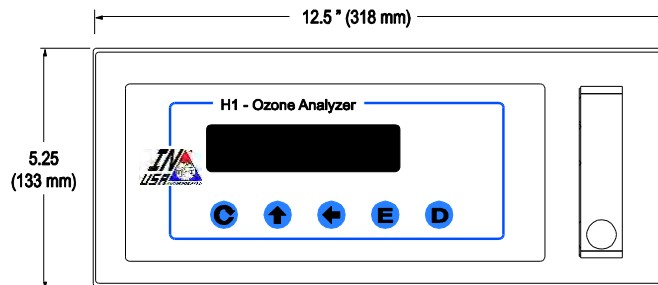 12.5 " (318 mm)
H1 - Ozone Analyzer
5.25
(133 mm)
IN
USA
C
E
D